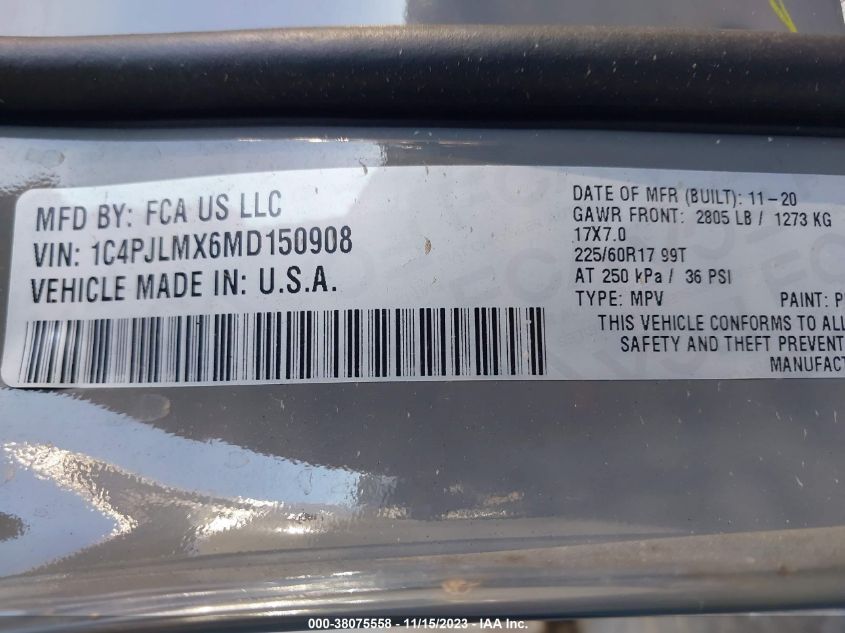 MFD BY: FCA US LLC
VIN: 1C4PJLMX6MD150908
VEHICLE MADE IN: U.S.A.
DATE OF MFR (BUILT): 11-20
GAWR FRONT: 2805 LB / 1273 KG
17X7.0
225/60R17 99T
AT 250 kPa / 36 PSI
TYPE: MPV PAINT: P
THIS VEHICLE CONFORMS TO ALL
SAFETY AND THEFT PREVENT
MANUFACT
000-38075558 - 11/15/2023 - IAA Inc.